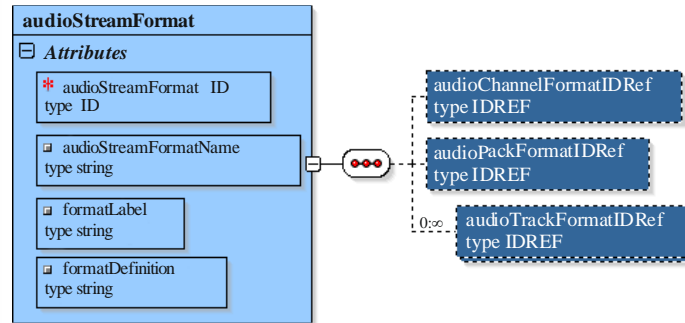 audioStreamFormat
Attributes
* audioStreamFormat ID
type ID
audioStreamFormatName
type string
formatLabel
type string
formatDefinition
type string
audioChannelFormatIDRef
type IDREF
audioPackFormatIDRef
type IDREF
0:∞
audioTrackFormatIDRef
type IDREF